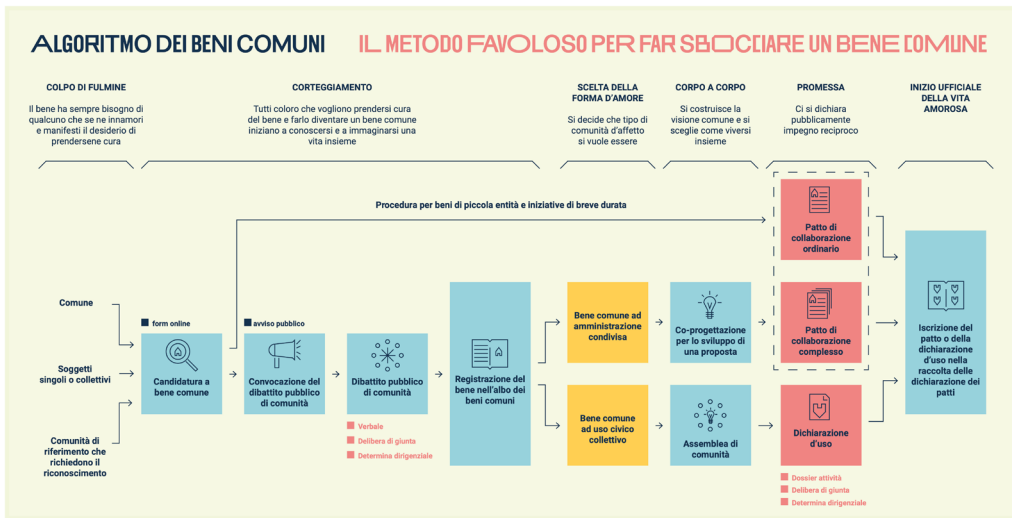 ALGORITMO DEI BENI COMUNI
IL METODO FAVOLOSO PER FAR SBOCCIARE UN BENE COMUNE
COLPO DI FULMINE
Il bene ha sempre bisogno di
qualcuno che se ne innamori
e manifesti il desiderio di
prendersene cura
CORTEGGIAMENTO
Tutti coloro che vogliono prendersi cura
del bene e farlo diventare un bene comune
iniziano a conoscersi e a immaginarsi una
vita insieme
SCELTA DELLA
FORMA D'AMORE
Si decide che tipo di
comunità d'affetto
si vuole essere
CORPO A CORPO
Si costruisce la
visione comune e si
sceglie come viversi
insieme
PROMESSA
Ci si dichiara
pubblicamente
impegno reciproco
INIZIO UFFICIALE
DELLA VITA
AMOROSA
Procedura per beni di piccola entità e iniziative di breve durata
Comune
Soggetti
singoli o collettivi
Comunità di
riferimento che
richiedono il
riconoscimento
form online
Candidatura a
bene comune
avviso pubblico
Convocazione del
dibattito pubblico
di comunità
Dibattito pubblico
di comunità
Verbale
Delibera di giunta
Determina dirigenziale
Registrazione del
bene nell'albo dei
beni comuni
Bene comune ad
amministrazione
condivisa
Bene comune
ad uso civico
collettivo
Co-progettazione
per lo sviluppo di
una proposta
Assemblea di
comunità
Patto di
collaborazione
ordinario
Patto di
collaborazione
complesso
Dichiarazione
d'uso
Dossier attività
Delibera di giunta
Determina dirigenziale
Iscrizione del
patto o della
dichiarazione
d'uso nella
raccolta delle
dichiarazione dei
patti